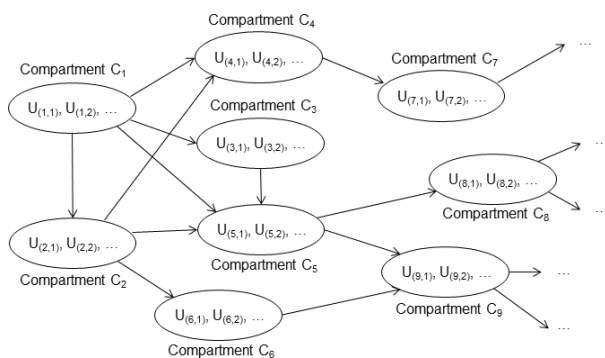 Compartment C₄
U₍₄,₁₎, U₍₄,₂₎, …
Compartment C₁
U₍₁,₁₎, U₍₁,₂₎, …
Compartment C₇
U₍₇,₁₎, U₍₇,₂₎, …
…
Compartment C₃
U₍₃,₁₎, U₍₃,₂₎, …
U₍₈,₁₎, U₍₈,₂₎, …
Compartment C₈
…
…
U₍₂,₁₎, U₍₂,₂₎, …
Compartment C₂
U₍₅,₁₎, U₍₅,₂₎, …
Compartment C₅
U₍₉,₁₎, U₍₉,₂₎, …
Compartment C₉
…
…
U₍₆,₁₎, U₍₆,₂₎, …
Compartment C₆